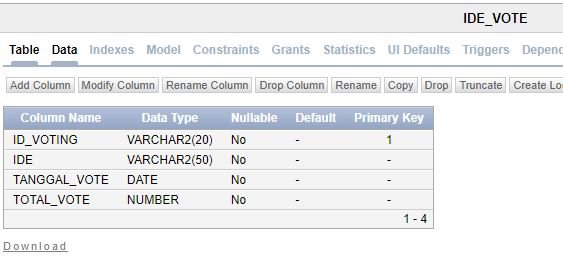 IDE_VOTE
Table Data Indexes Model Constraints Grants Statistics UI Defaults Triggers Depend
Add Column Modify Column Rename Column Drop Column Rename Copy Drop Truncate Create Lo
Column Name Data Type Nullable Default Primary Key
ID_VOTING VARCHAR2(20) No - 1
IDE VARCHAR2(50) No - -
TANGGAL_VOTE DATE No - -
TOTAL_VOTE NUMBER No - -
1 - 4
Download